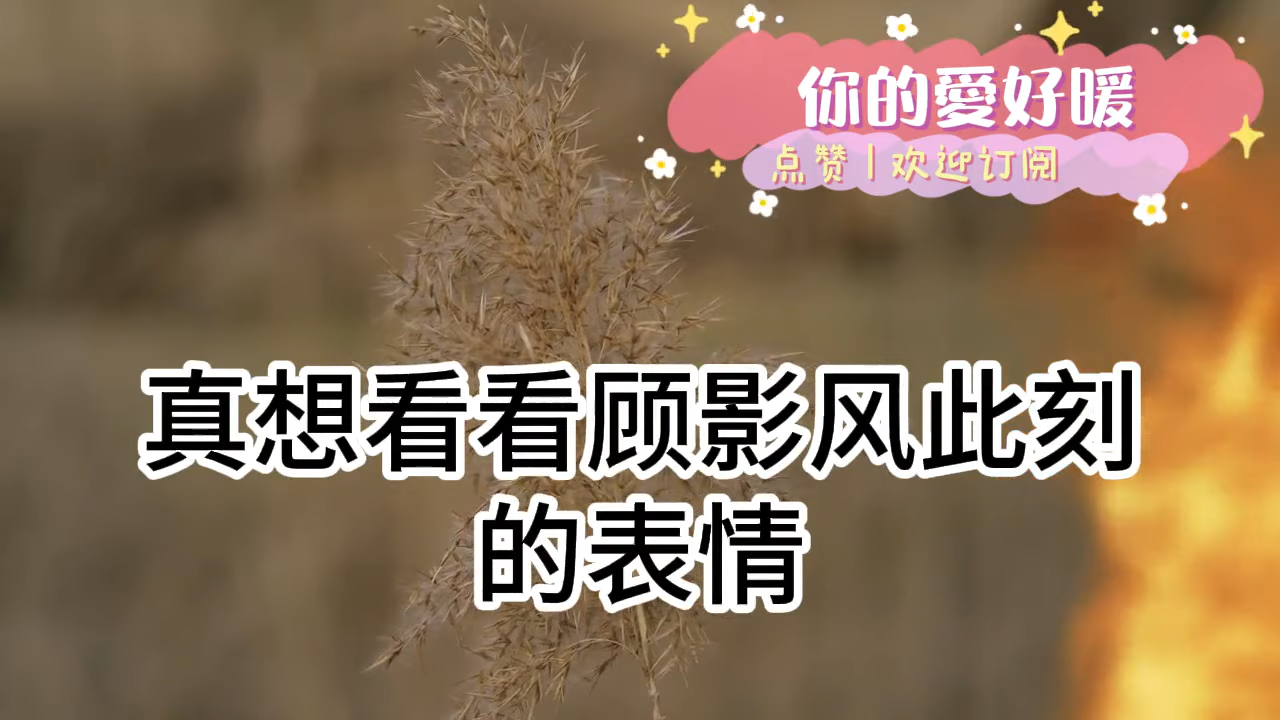 你的愛好暖
点赞 | 欢迎订阅
真想看看顾影风此刻
的表情